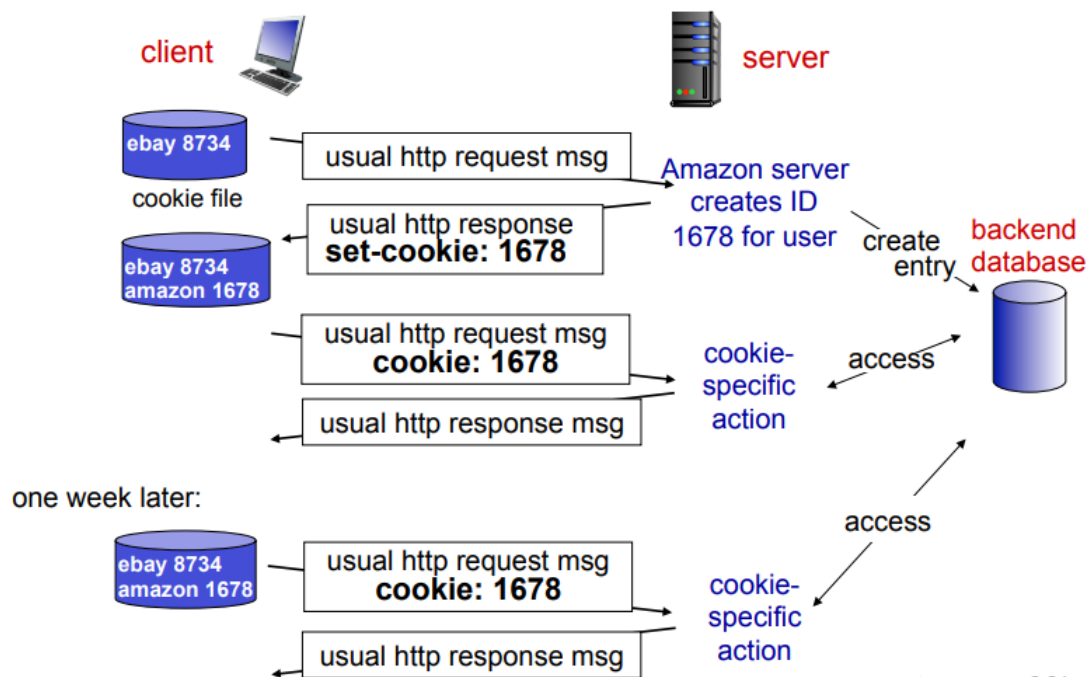 client
server
ebay 8734
cookie file
usual http request msg
Amazon server
creates ID
1678 for user
create
entry
backend
database
usual http response
set-cookie: 1678
ebay 8734
amazon 1678
usual http request msg
cookie: 1678
cookie-
specific
action
access
usual http response msg
one week later:
access
ebay 8734
amazon 1678
usual http request msg
cookie: 1678
cookie-
specific
action
usual http response msg